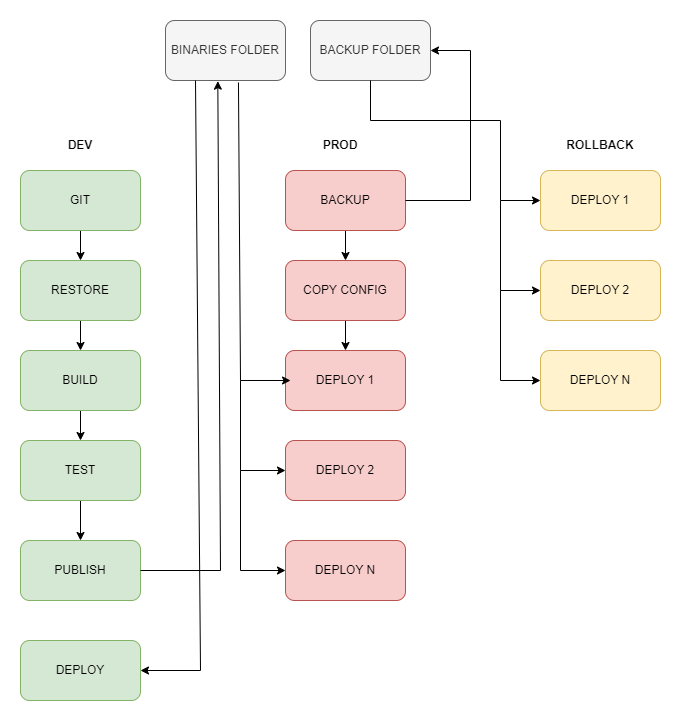 BINARIES FOLDER
BACKUP FOLDER
DEV
PROD
ROLLBACK
GIT
BACKUP
DEPLOY 1
RESTORE
COPY CONFIG
DEPLOY 2
BUILD
DEPLOY 1
DEPLOY N
TEST
DEPLOY 2
PUBLISH
DEPLOY N
DEPLOY